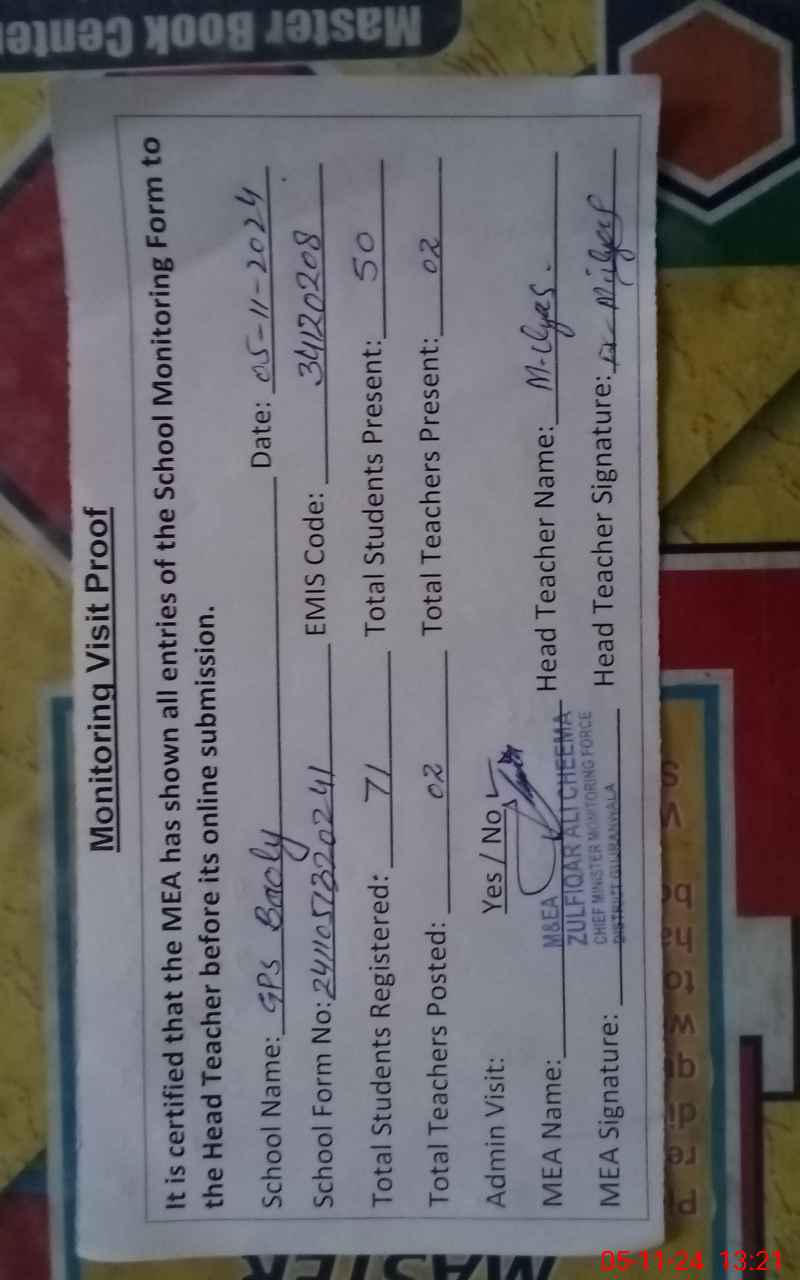 Master Book Center
Monitoring Visit Proof
It is certified that the MEA has shown all entries of the School Monitoring Form to
the Head Teacher before its online submission.
School Name: GPS Baoly Date: 05-11-2024
School Form No: 2411051320241 EMIS Code: 34120208
Total Students Registered: 71 Total Students Present: 50
Total Teachers Posted: 02 Total Teachers Present: 02
Admin Visit: Yes / No
MEA Name: Head Teacher Name: M. Ilyas.
M&EA
ZULFIQAR ALI CHEEMA
CHIEF MINISTER MONITORING FORCE
DISTRICT GUJRANWALA
MEA Signature: Head Teacher Signature:
MASTER
05-11-24 13:21